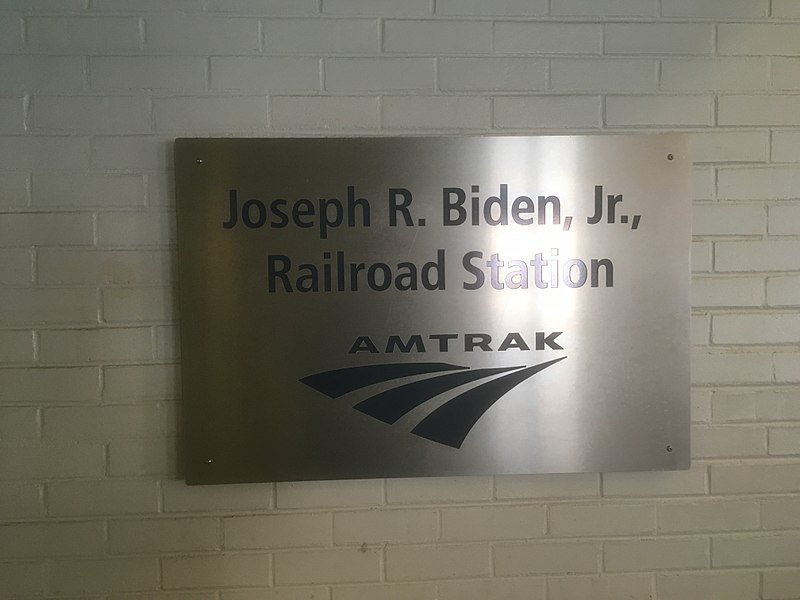 Joseph R. Biden, Jr.,
Railroad Station
AMTRAK